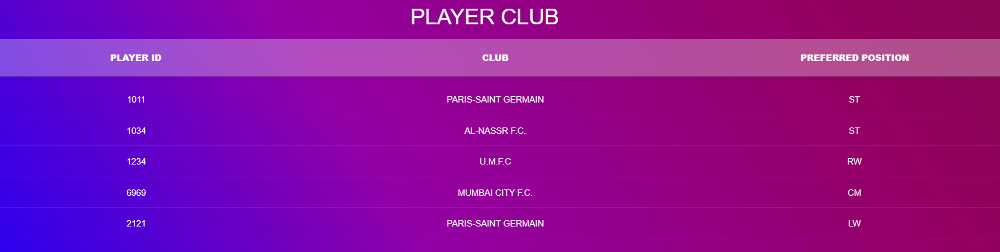 PLAYER CLUB
PLAYER ID CLUB PREFERRED POSITION
1011 PARIS-SAINT GERMAIN ST
1034 AL-NASSR F.C. ST
1234 U.M.F.C RW
6969 MUMBAI CITY F.C. CM
2121 PARIS-SAINT GERMAIN LW